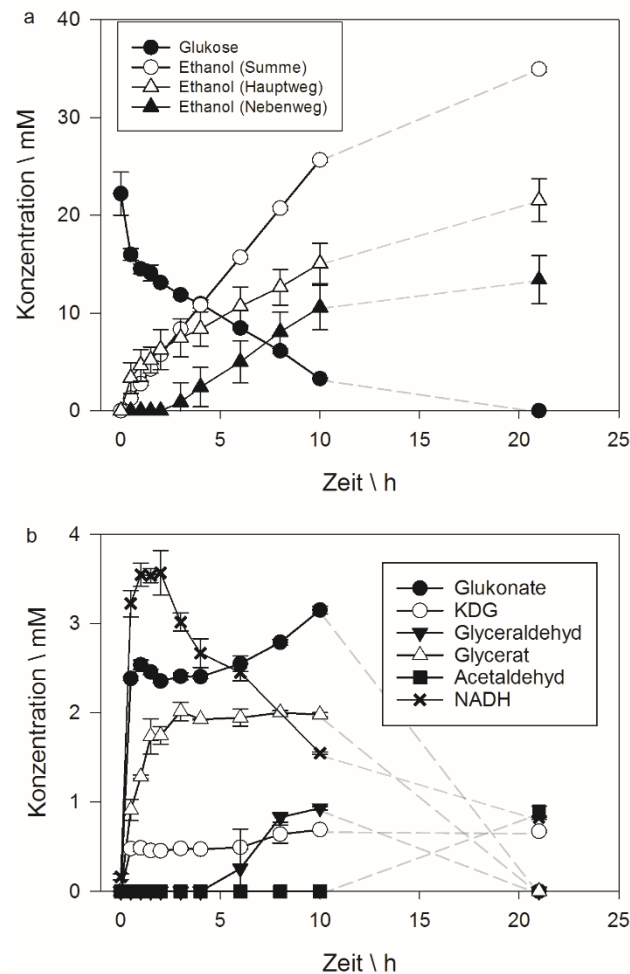 a
40
30
20
10
0
Konzentration \ mM
Glukose
Ethanol (Summe)
Ethanol (Hauptweg)
Ethanol (Nebenweg)
0
5
10
15
20
25
Zeit \ h
b
4
3
2
1
0
Konzentration \ mM
Glukonate
KDG
Glyceraldehyd
Glycerat
Acetaldehyd
NADH
0
5
10
15
20
25
Zeit \ h